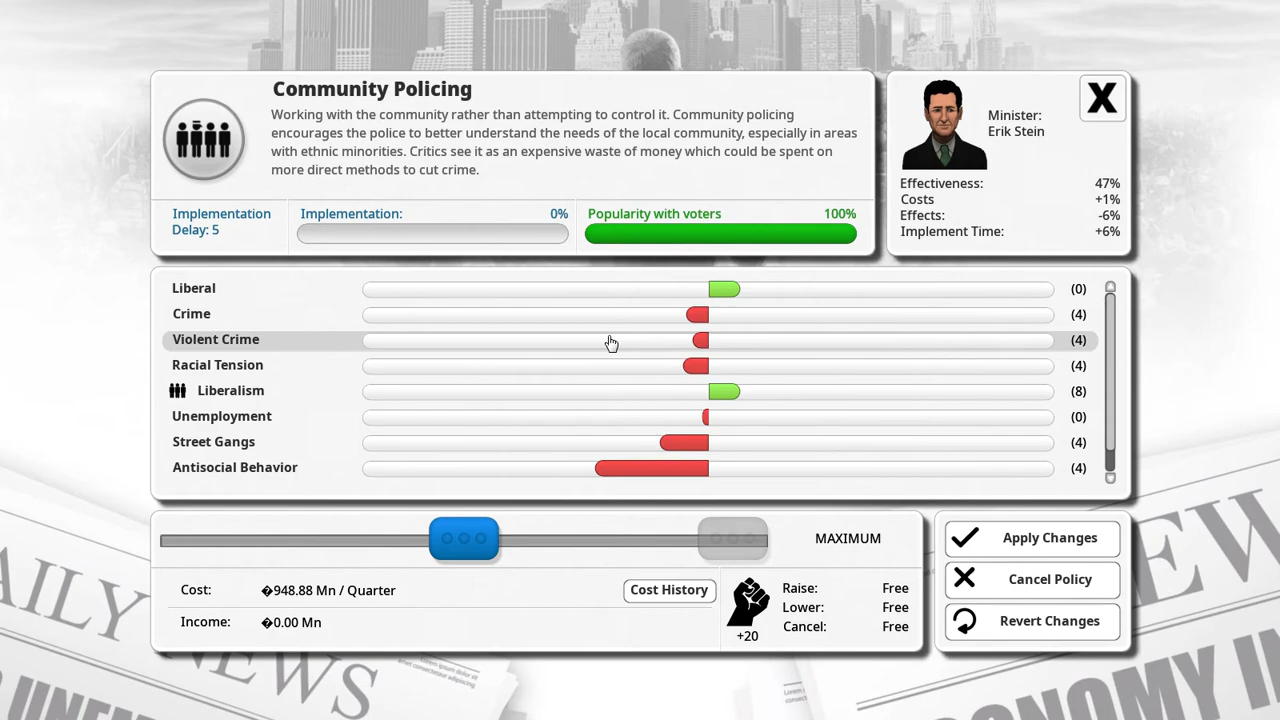 Community Policing
Working with the community rather than attempting to control it. Community policing
encourages the police to better understand the needs of the local community, especially in areas
with ethnic minorities. Critics see it as an expensive waste of money which could be spent on
more direct methods to cut crime.
Implementation
Delay: 5
Implementation: 0%
Popularity with voters 100%
X
Minister:
Erik Stein
Effectiveness: 47%
Costs +1%
Effects: -6%
Implement Time: +6%
Liberal (0)
Crime (4)
Violent Crime (4)
Racial Tension (4)
Liberalism (8)
Unemployment (0)
Street Gangs (4)
Antisocial Behavior (4)
MAXIMUM
Cost: �948.88 Mn / Quarter
Cost History
Income: �0.00 Mn
+20
Raise: Free
Lower: Free
Cancel: Free
Apply Changes
Cancel Policy
Revert Changes
AILY NEWS
NEW
ONOMY I